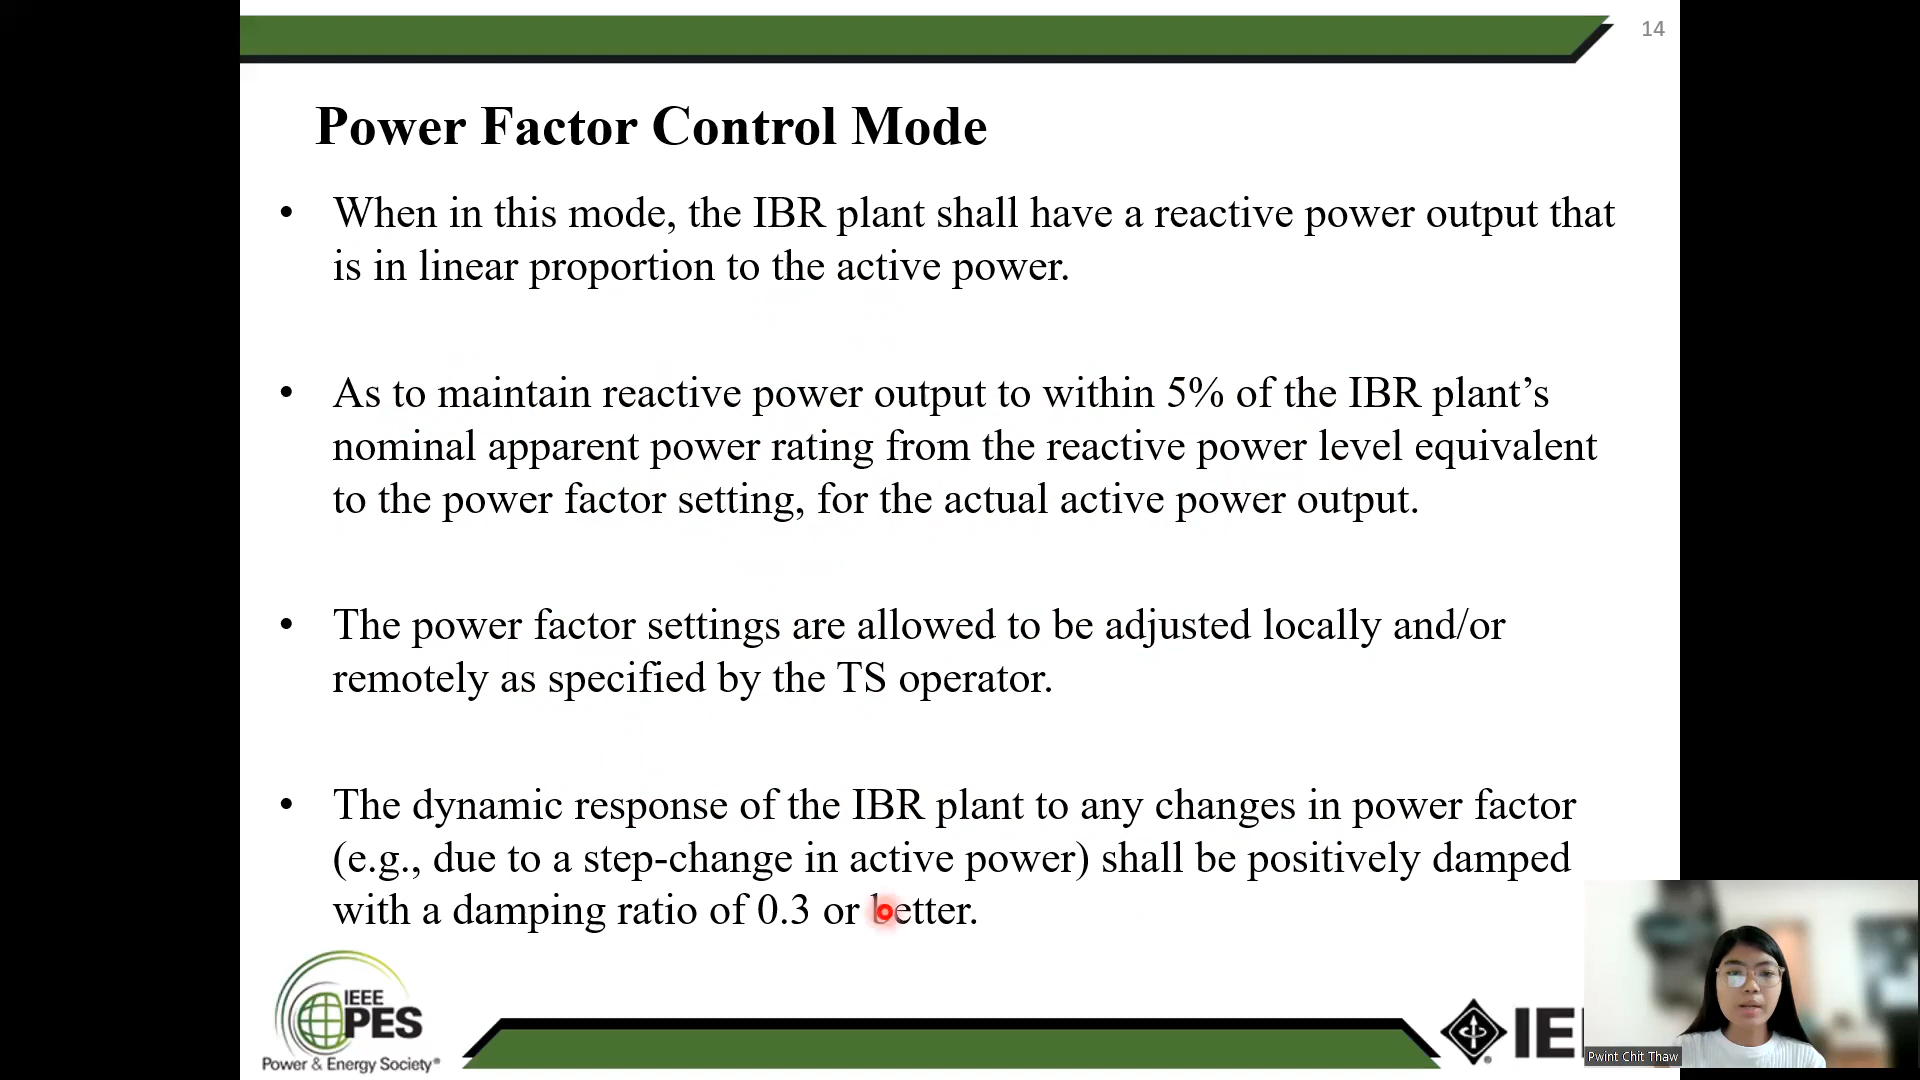 14
Power Factor Control Mode
• When in this mode, the IBR plant shall have a reactive power output that
is in linear proportion to the active power.
• As to maintain reactive power output to within 5% of the IBR plant’s
nominal apparent power rating from the reactive power level equivalent
to the power factor setting, for the actual active power output.
• The power factor settings are allowed to be adjusted locally and/or
remotely as specified by the TS operator.
• The dynamic response of the IBR plant to any changes in power factor
(e.g., due to a step-change in active power) shall be positively damped
with a damping ratio of 0.3 or better.
IEEE
PES
Power & Energy Society®
IE
Pwint Chit Thaw